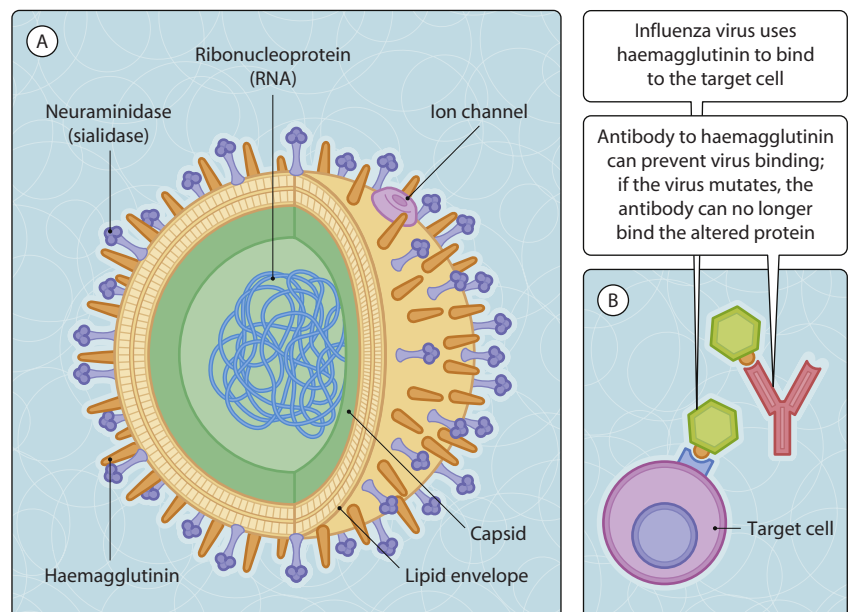 A
Ribonucleoprotein
(RNA)
Neuraminidase
(sialidase)
Ion channel
Haemagglutinin
Capsid
Lipid envelope
Influenza virus uses
haemagglutinin to bind
to the target cell
Antibody to haemagglutinin
can prevent virus binding;
if the virus mutates, the
antibody can no longer
bind the altered protein
B
Target cell